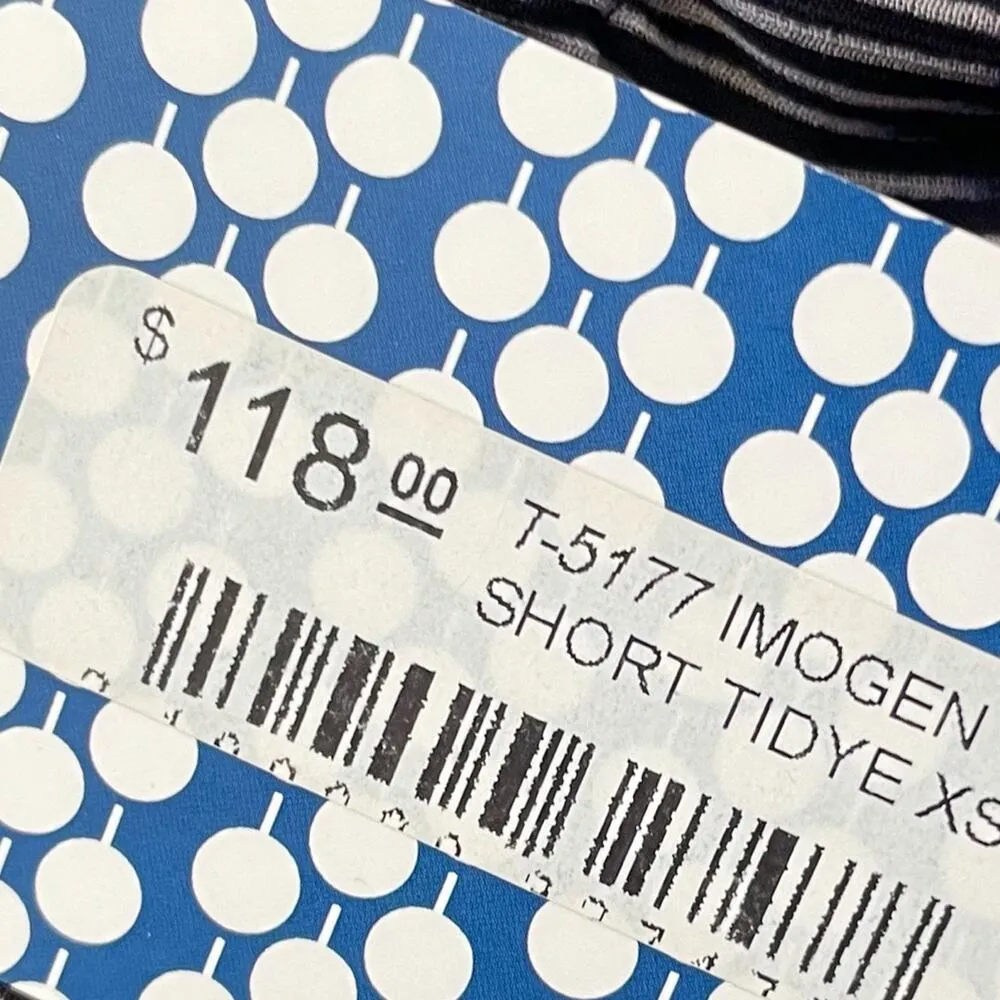 $118.00
T-5177 IMOGEN
SHORT TIDYE XS